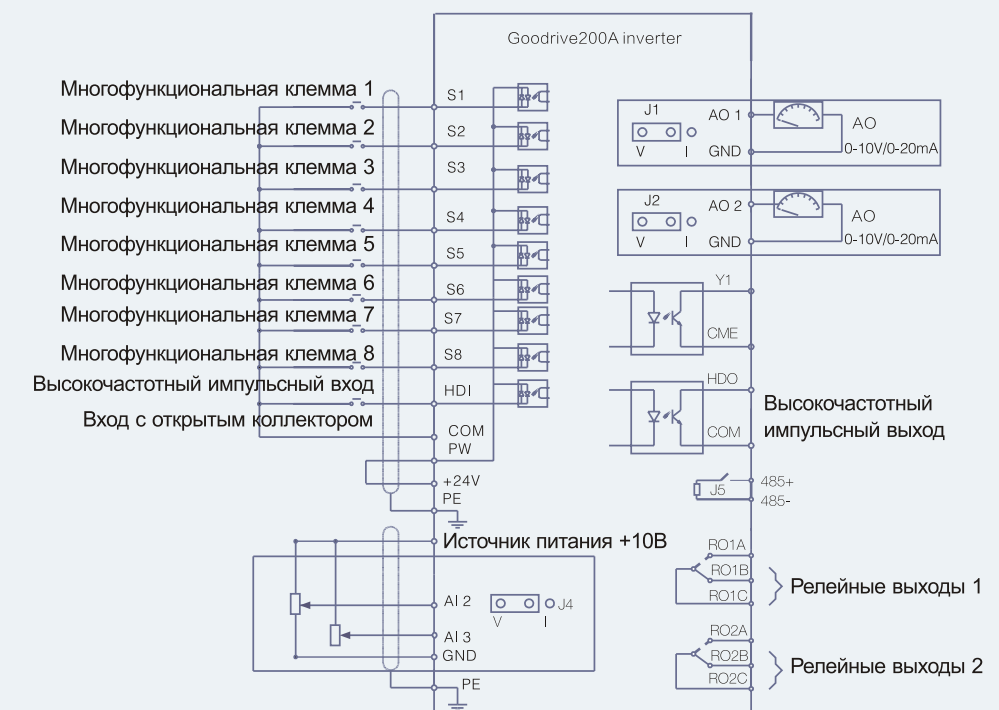 Goodrive200A inverter
Многофункциональная клемма 1
S1
Многофункциональная клемма 2
S2
Многофункциональная клемма 3
S3
Многофункциональная клемма 4
S4
Многофункциональная клемма 5
S5
Многофункциональная клемма 6
S6
Многофункциональная клемма 7
S7
Многофункциональная клемма 8
S8
Высокочастотный импульсный вход
HDI
Вход с открытым коллектором
COM
PW
+24V
PE
Источник питания +10В
AI 2
J4
V I
AI 3
GND
PE
J1
AO 1
AO
V I
GND
0-10V/0-20mA
J2
AO 2
AO
V I
GND
0-10V/0-20mA
Y1
CME
HDO
COM
Высокочастотный
импульсный выход
J5
485+
485-
RO1A
RO1B
RO1C
Релейные выходы 1
RO2A
RO2B
RO2C
Релейные выходы 2